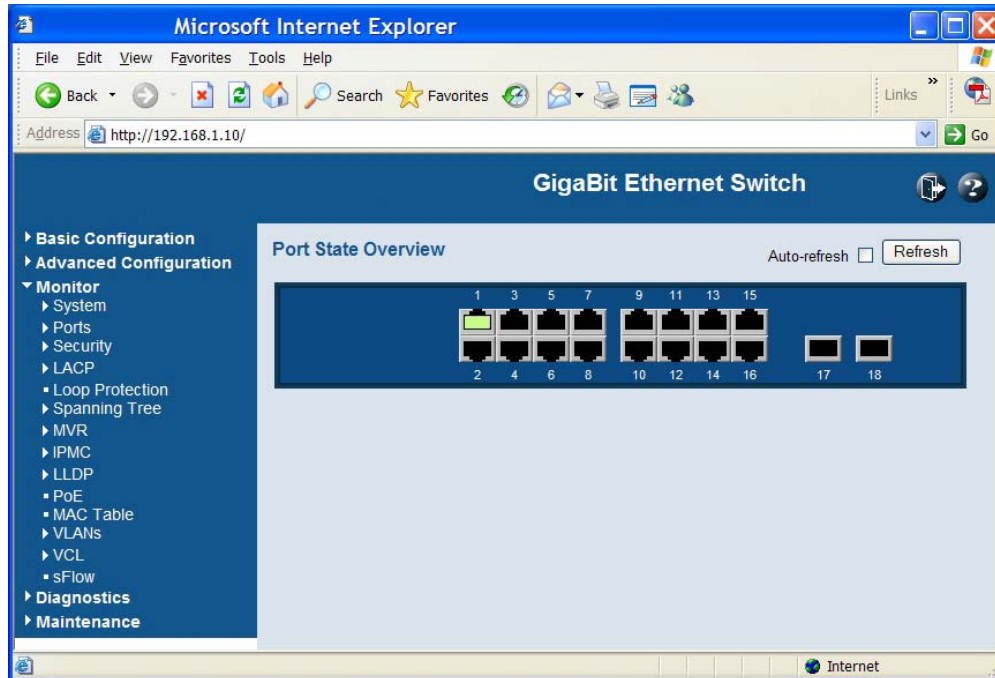 Microsoft Internet Explorer
File Edit View Favorites Tools Help
Back Search Favorites Links »
Address http://192.168.1.10/ Go
GigaBit Ethernet Switch
?
Basic Configuration
Advanced Configuration
Monitor
System
Ports
Security
LACP
Loop Protection
Spanning Tree
MVR
IPMC
LLDP
PoE
MAC Table
VLANs
VCL
sFlow
Diagnostics
Maintenance
Port State Overview
Auto-refresh Refresh
1 3 5 7 9 11 13 15
2 4 6 8 10 12 14 16 17 18
Internet